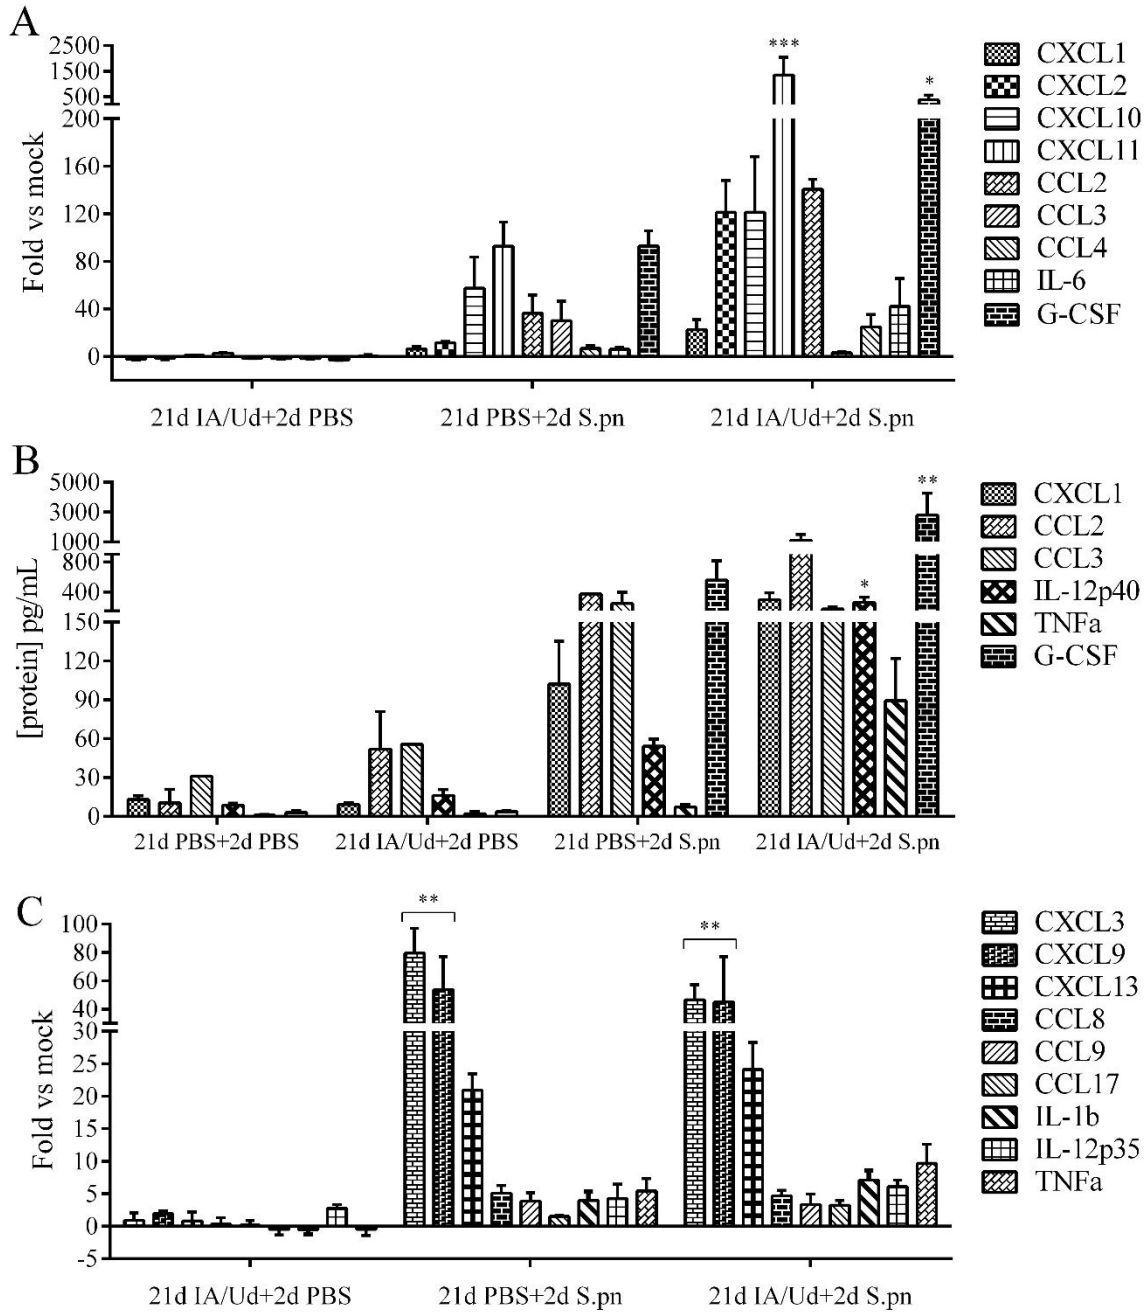 A
Fold vs mock
2500
1500
500
200
160
120
80
40
0
***
*
21d IA/Ud+2d PBS
21d PBS+2d S.pn
21d IA/Ud+2d S.pn
CXCL1
CXCL2
CXCL10
CXCL11
CCL2
CCL3
CCL4
IL-6
G-CSF
B
[protein] pg/mL
5000
3000
1000
800
400
150
120
90
60
30
0
*
**
21d PBS+2d PBS
21d IA/Ud+2d PBS
21d PBS+2d S.pn
21d IA/Ud+2d S.pn
CXCL1
CCL2
CCL3
IL-12p40
TNFa
G-CSF
C
Fold vs mock
100
80
60
40
30
25
20
15
10
5
0
-5
**
**
21d IA/Ud+2d PBS
21d PBS+2d S.pn
21d IA/Ud+2d S.pn
CXCL3
CXCL9
CXCL13
CCL8
CCL9
CCL17
IL-1b
IL-12p35
TNFa